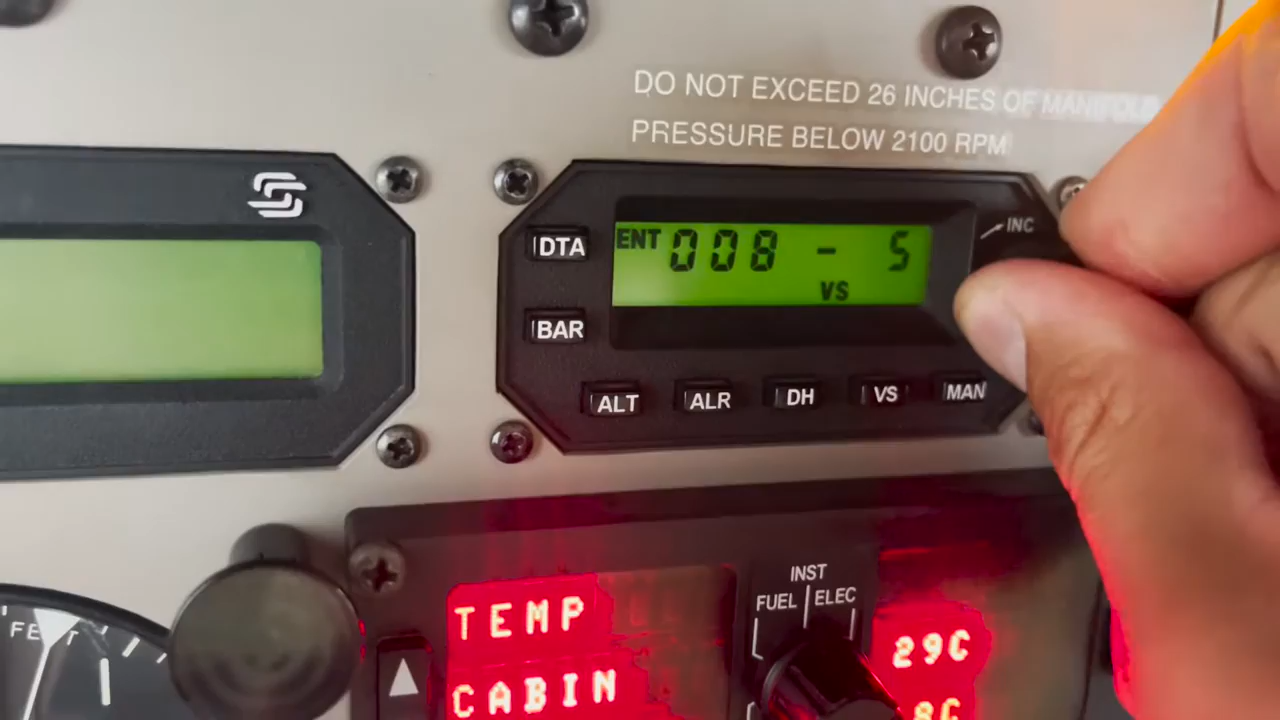 DO NOT EXCEED 26 INCHES OF MANIFOLD
PRESSURE BELOW 2100 RPM
INC
DTA
ENT 008 - 5
VS
BAR
ALT ALR DH VS MAN
INST
FUEL ELEC
TEMP
29C
CABIN
8C